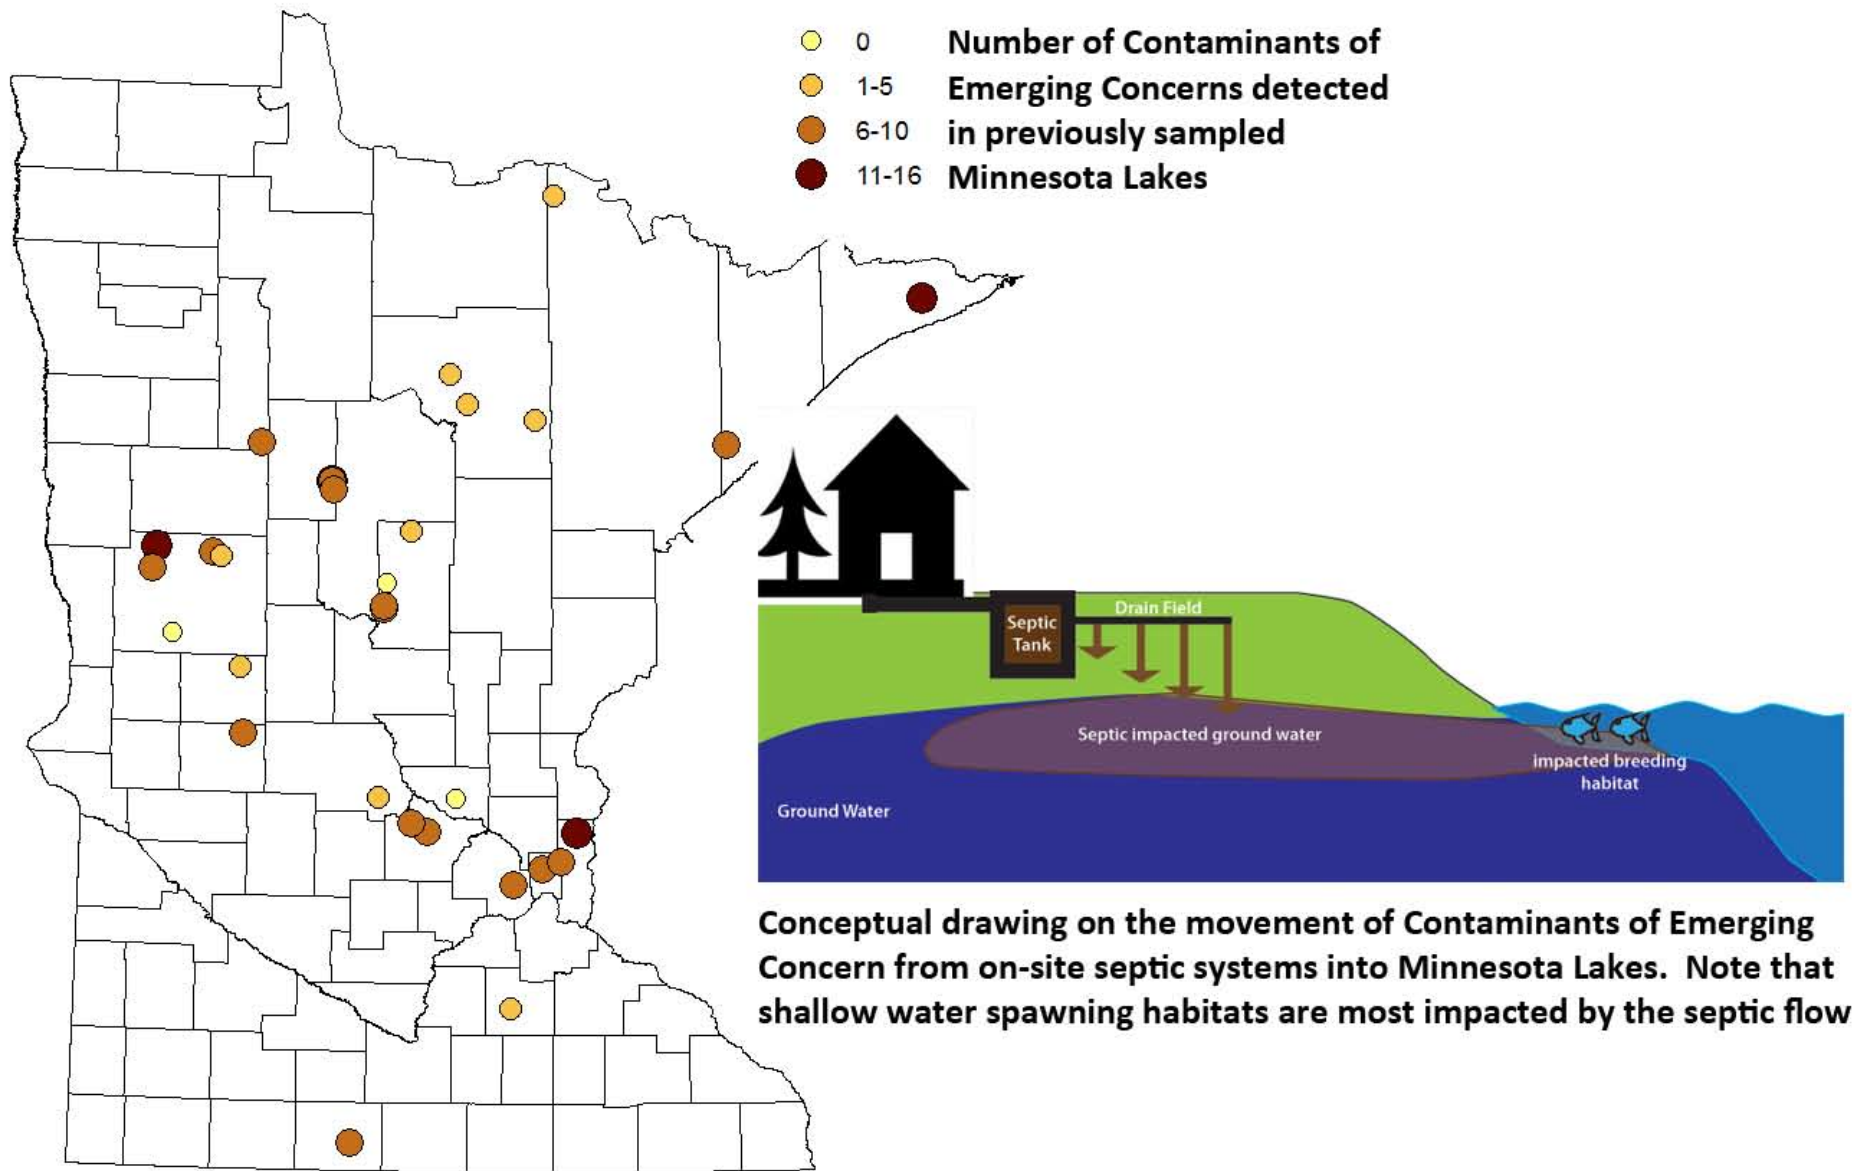 0
1-5
6-10
11-16
Number of Contaminants of
Emerging Concerns detected
in previously sampled
Minnesota Lakes
Drain Field
Septic
Tank
Septic impacted ground water
impacted breeding
habitat
Ground Water
Conceptual drawing on the movement of Contaminants of Emerging
Concern from on-site septic systems into Minnesota Lakes.  Note that
shallow water spawning habitats are most impacted by the septic flow